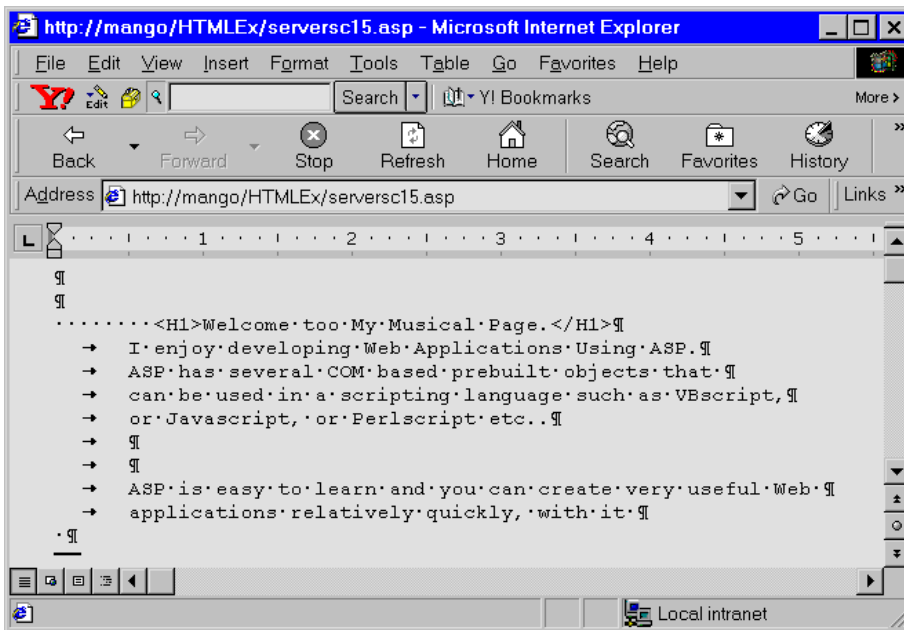 http://mango/HTMLEx/serversc15.asp - Microsoft Internet Explorer
File Edit View Insert Format Tools Table Go Favorites Help
Y! Edit Search Y! Bookmarks More >
Back Forward Stop Refresh Home Search Favorites History »
Address http://mango/HTMLEx/serversc15.asp Go Links »
L 1 2 3 4 5
¶
¶
········<H1>Welcome·too·My·Musical·Page.</H1>¶
→ I·enjoy·developing·Web·Applications·Using·ASP.¶
→ ASP·has·several·COM·based·prebuilt·objects·that·¶
→ can·be·used·in·a·scripting·language·such·as·VBscript,¶
→ or·Javascript,·or·Perlscript·etc..¶
→ ¶
→ ¶
→ ASP·is·easy·to·learn·and·you·can·create·very·useful·Web·¶
→ applications·relatively·quickly,·with·it·¶
·¶
Local intranet